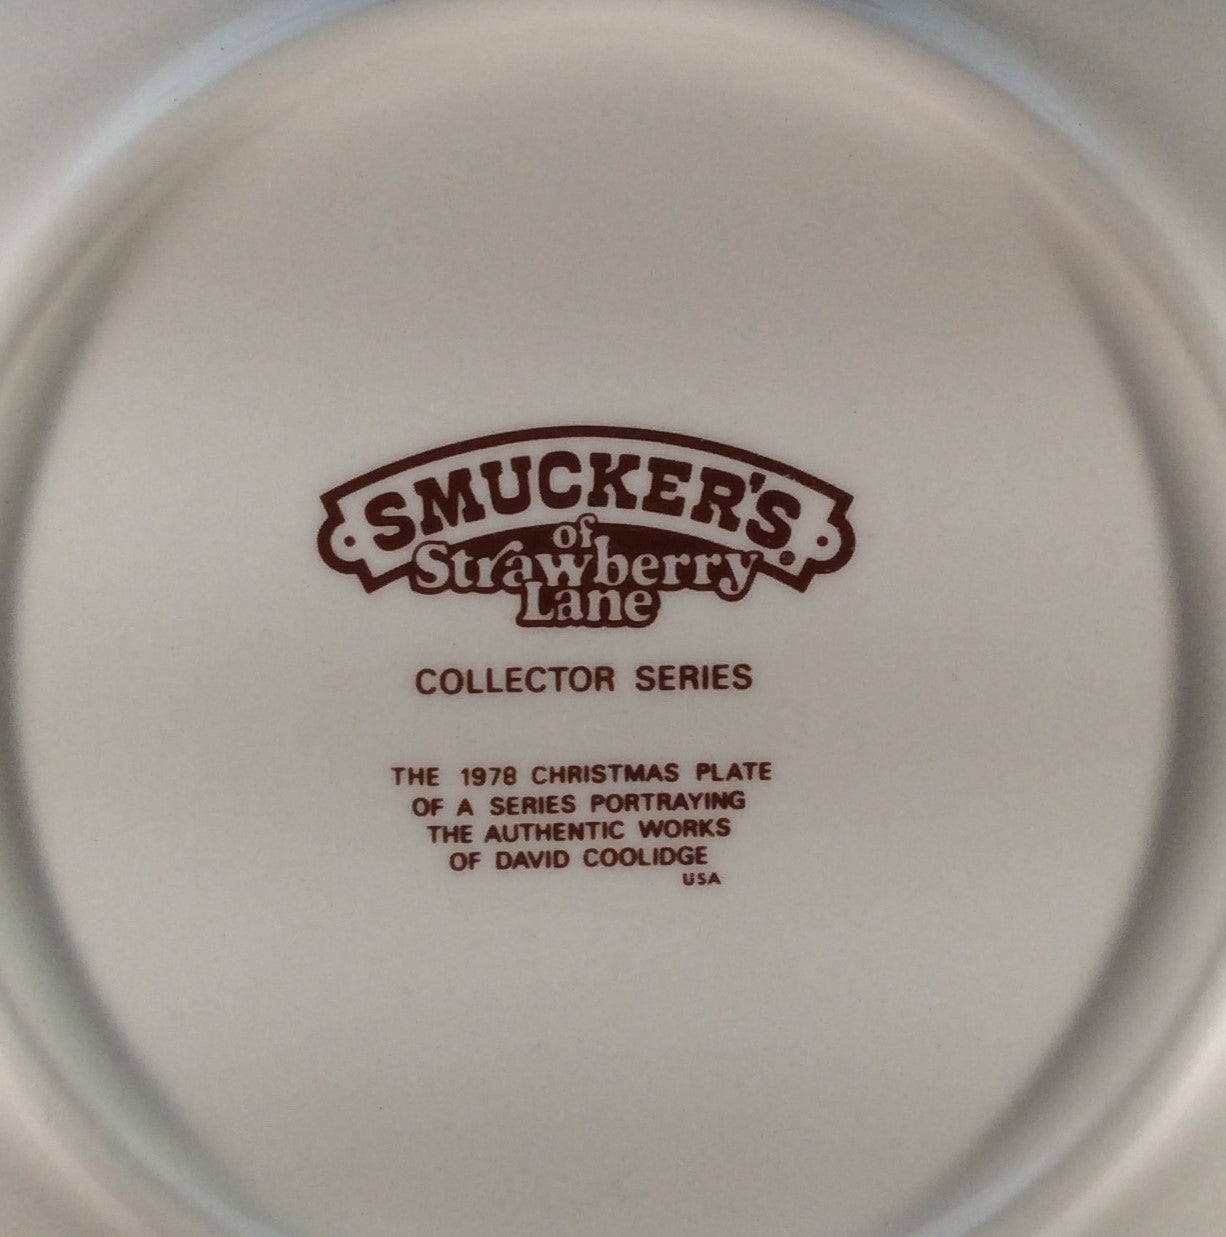 SMUCKER'S
of
Strawberry
Lane
COLLECTOR SERIES
THE 1978 CHRISTMAS PLATE
OF A SERIES PORTRAYING
THE AUTHENTIC WORKS
OF DAVID COOLIDGE
USA